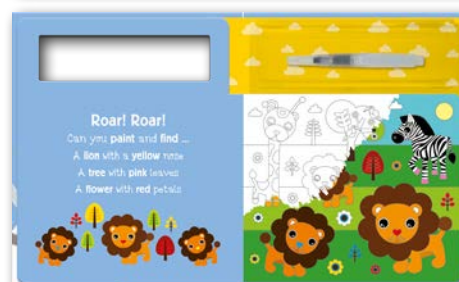 Roar! Roar!
Can you paint and find ...
A lion with a yellow nose
A tree with pink leaves
A flower with red petals